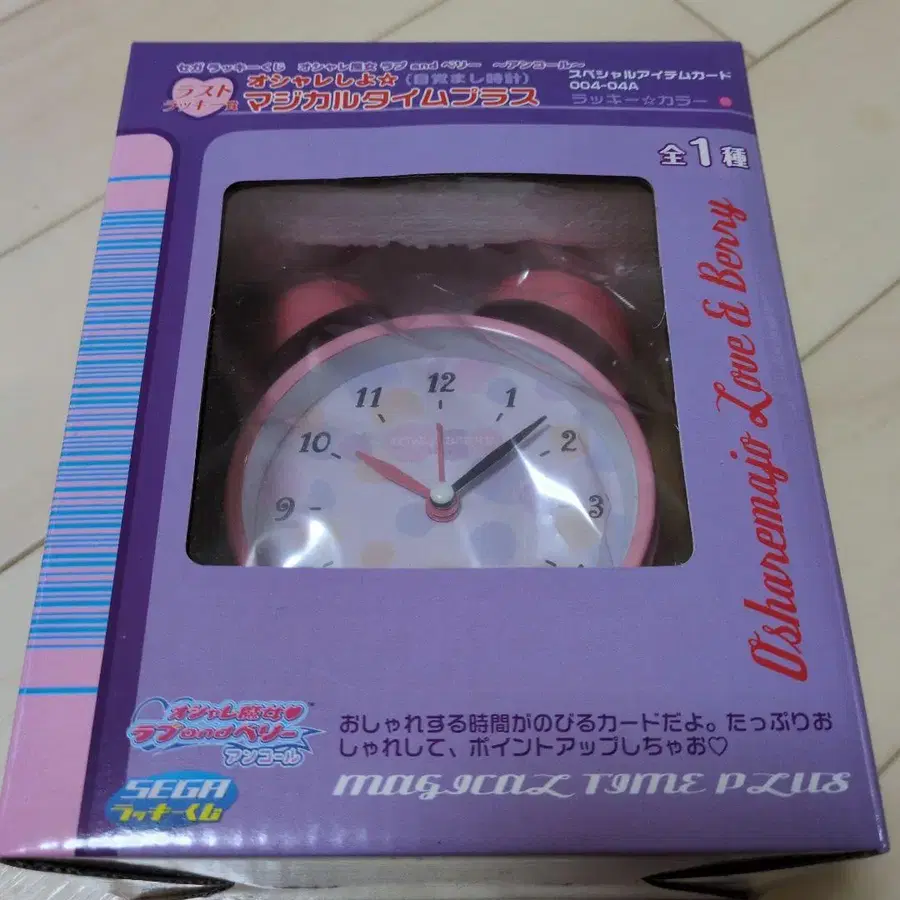 セガ ラッキーくじ オシャレ魔女 ラブ and ベリー ～アンコール～
ラスト
ラッキー賞
オシャレしよ☆(目覚まし時計)
マジカルタイムプラス
スペシャルアイテムカード
004-04A
ラッキー☆カラー
全1種
Osharemajo Love & Berry
12
11
1
10
2
9
3
オシャレ魔女♥
ラブandベリー
アンコール
SEGA
ラッキーくじ
おしゃれする時間がのびるカードだよ。たっぷりお
しゃれして、ポイントアップしちゃお♡
MAGICAL TIME PLUS